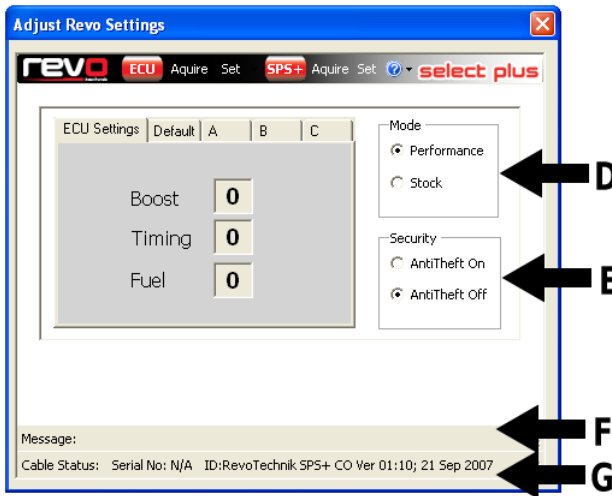 Adjust Revo Settings
revo ECU Aquire Set SPS+ Aquire Set ? select plus
ECU Settings Default A B C
Boost 0
Timing 0
Fuel 0
Mode
Performance
Stock
D
Security
AntiTheft On
AntiTheft Off
E
Message:
F
Cable Status: Serial No: N/A ID:RevoTechnik SPS+ CO Ver 01:10; 21 Sep 2007
G